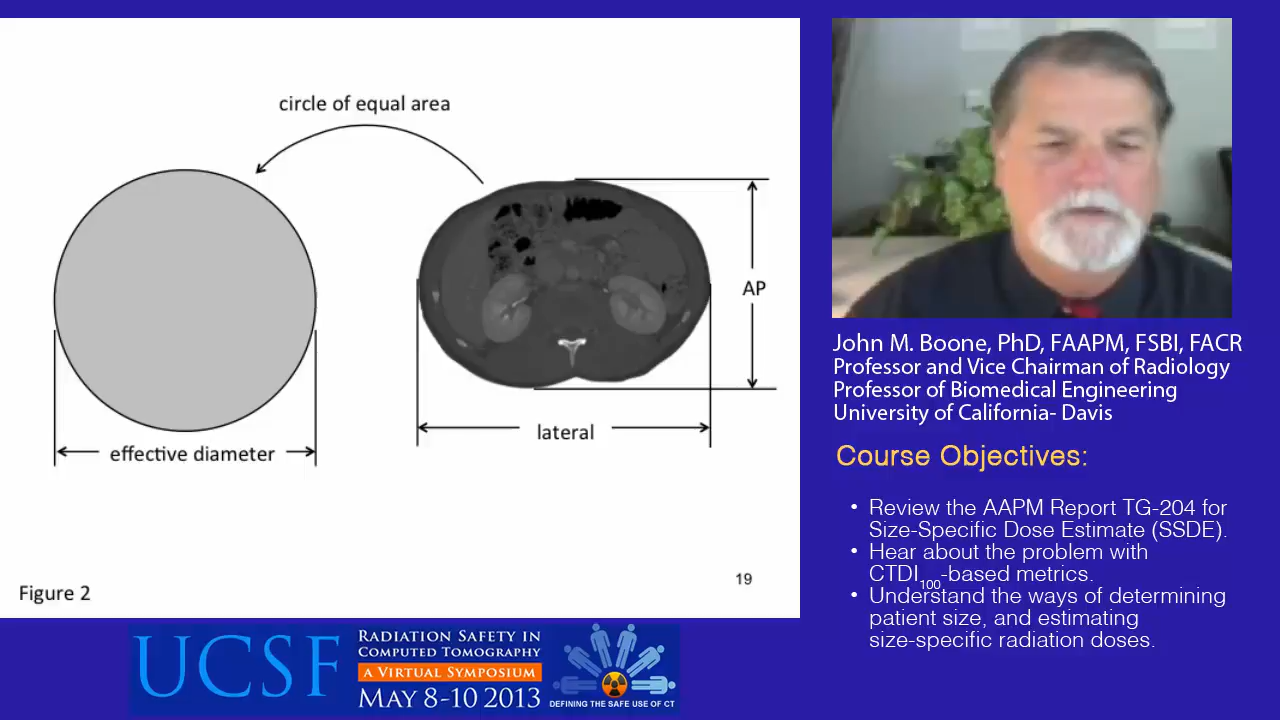 circle of equal area
AP
lateral
effective diameter
19
Figure 2
John M. Boone, PhD, FAAPM, FSBI, FACR
Professor and Vice Chairman of Radiology
Professor of Biomedical Engineering
University of California- Davis
Course Objectives:
• Review the AAPM Report TG-204 for
Size-Specific Dose Estimate (SSDE).
• Hear about the problem with
CTDI100-based metrics.
• Understand the ways of determining
patient size, and estimating
size-specific radiation doses.
UCSF
RADIATION SAFETY IN
COMPUTED TOMOGRAPHY
A VIRTUAL SYMPOSIUM
MAY 8-10 2013
DEFINING THE SAFE USE OF CT